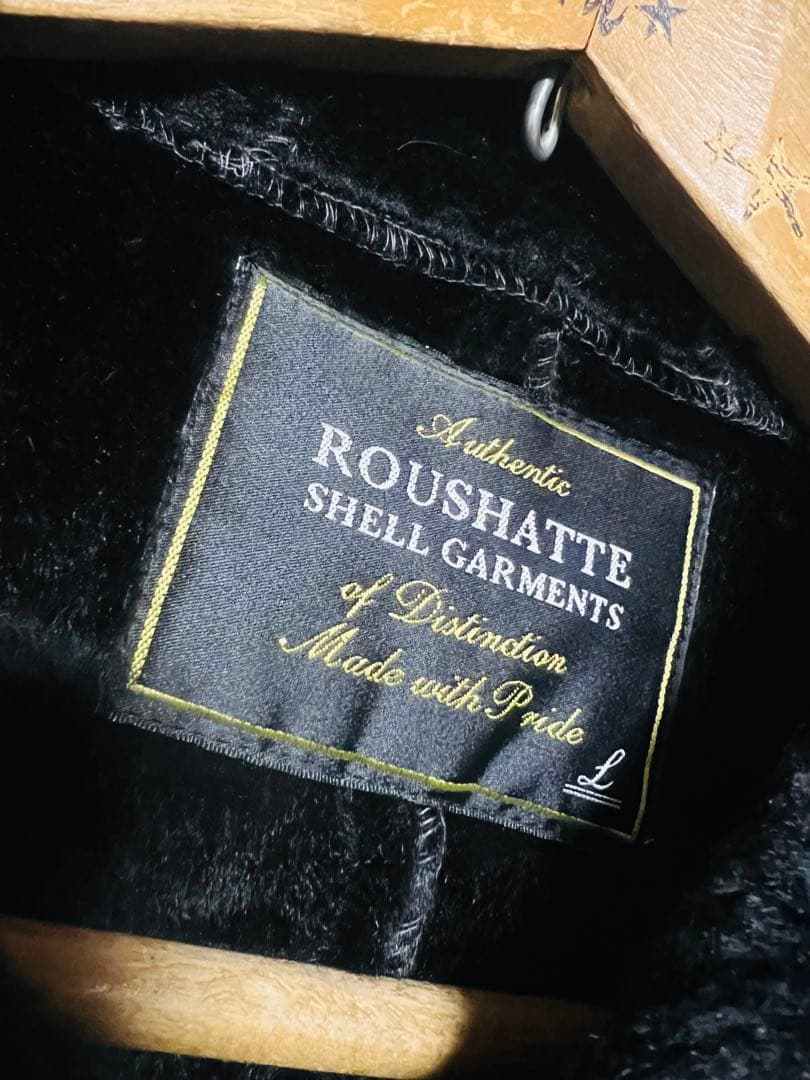 Authentic
ROUSHATTE
SHELL GARMENTS
of Distinction
Made with Pride
L